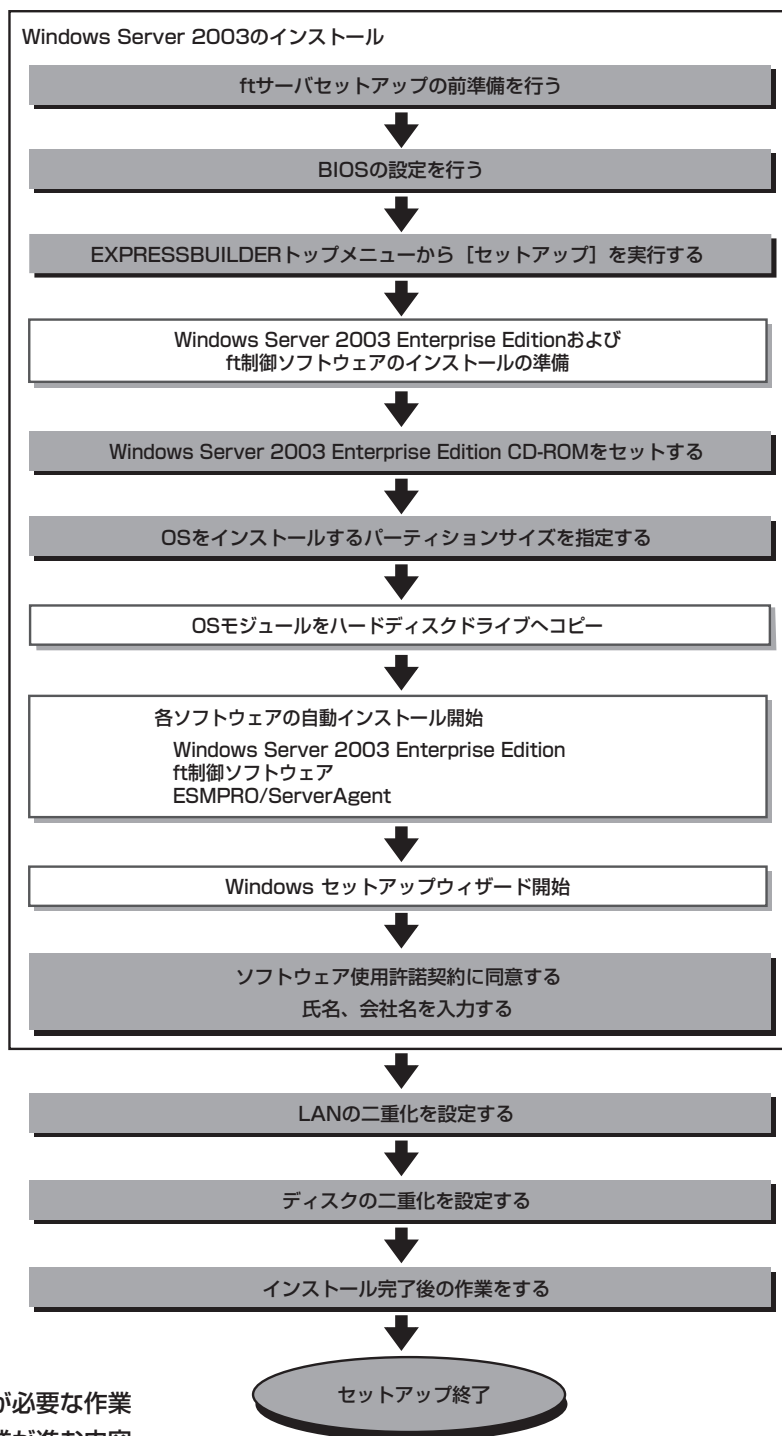 Windows Server 2003のインストール
ftサーバセットアップの前準備を行う
BIOSの設定を行う
EXPRESSBUILDERトップメニューから［セットアップ］を実行する
Windows Server 2003 Enterprise Editionおよび
ft制御ソフトウェアのインストールの準備
Windows Server 2003 Enterprise Edition CD-ROMをセットする
OSをインストールするパーティションサイズを指定する
OSモジュールをハードディスクドライブへコピー
各ソフトウェアの自動インストール開始
Windows Server 2003 Enterprise Edition
ft制御ソフトウェア
ESMPRO/ServerAgent
Windows セットアップウィザード開始
ソフトウェア使用許諾契約に同意する
氏名、会社名を入力する
LANの二重化を設定する
ディスクの二重化を設定する
インストール完了後の作業をする
セットアップ終了
が必要な作業